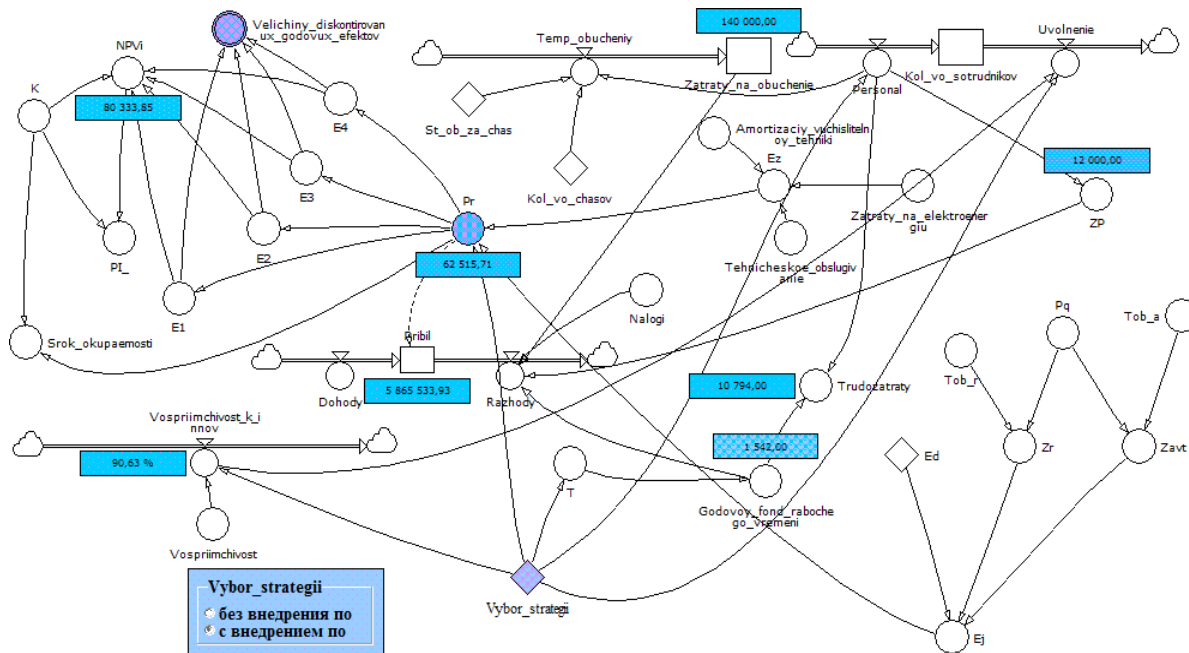 Velichiny_diskontirovan
ux_godovux_efektov
140 000,00
NPVi
Temp_obucheniy
Uvolnenie
K
80 333,85
Zatraty_na_obuchenie
Personal
Kol_vo_sotrudnikov
E4
St_ob_za_chas
Amortizaciy_vuchisliteln
oy_tehniki
Ez
12 000,00
E3
Pr
Kol_vo_chasov
Zatraty_na_elektroener
giu
ZP
PI_
E2
62 515,71
Tehnicheskoe_obslugiv
anie
E1
Nalogi
Pq
Tob_a
Srok_okupaemosti
Pribil
Dohody
5 865 533,93
Razhody
10 794,00
Trudozatraty
Tob_r
Vospriimchivost_k_i
nnov
90,63 %
1 542,00
T
Ed
Zr
Zavt
Godovoy_fond_raboche
go_vremeni
Vospriimchivost
Vybor_strategii
без внедрения по
с внедрением по
Vybor_strategii
Ej